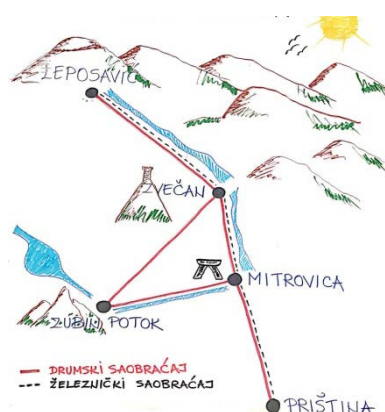 LEPOSAVIĆ
ZVEČAN
MITROVICA
ZUBIN POTOK
DRUMSKI SAOBRAĆAJ
ŽELEZNIČKI SAOBRAĆAJ
PRIŠTINA